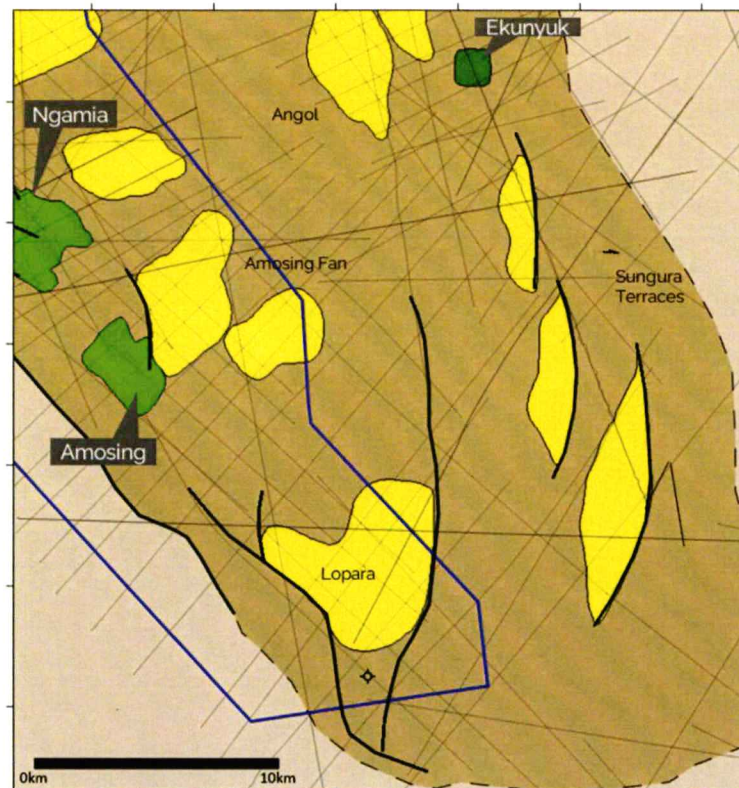 Ekunyuk
Ngamia
Angol
Amosing Fan
Sungura
Terraces
Amosing
Lopara
0km
10km